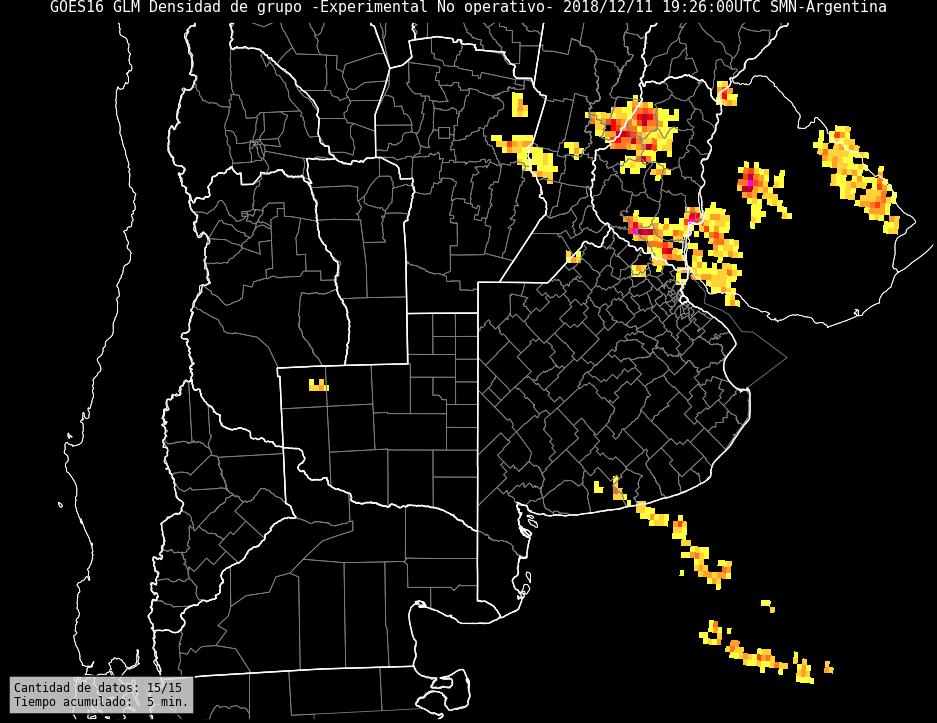 GOES16 GLM Densidad de grupo -Experimental No operativo- 2018/12/11 19:26:00UTC SMN-Argentina
Cantidad de datos: 15/15
Tiempo acumulado:  5 min.